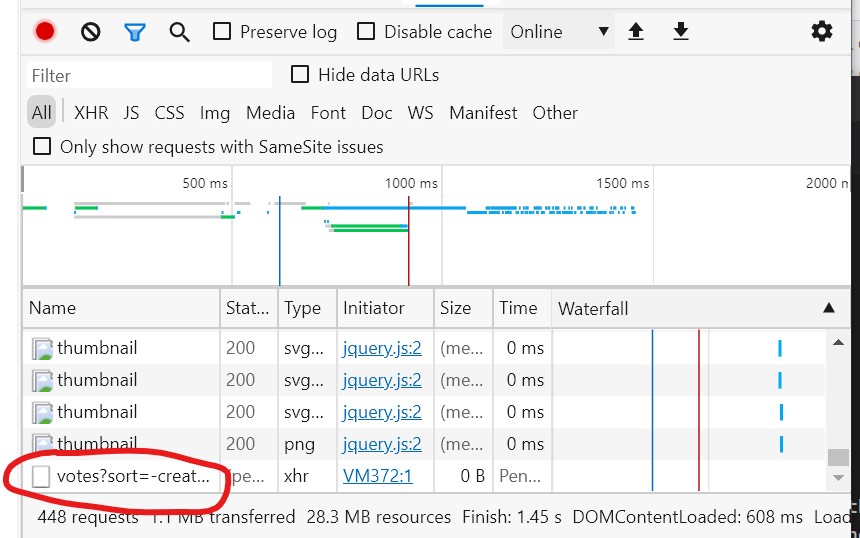 Preserve log Disable cache Online
Filter Hide data URLs
All XHR JS CSS Img Media Font Doc WS Manifest Other
Only show requests with SameSite issues
500 ms 1000 ms 1500 ms 2000 m
Name Stat... Type Initiator Size Time Waterfall
thumbnail 200 svg... jquery.js:2 (me... 0 ms
thumbnail 200 svg... jquery.js:2 (me... 0 ms
thumbnail 200 svg... jquery.js:2 (me... 0 ms
thumbnail 200 png jquery.js:2 (me... 0 ms
votes?sort=-creat... (pe... xhr VM372:1 0 B Pen...
448 requests 1.1 MB transferred 28.3 MB resources Finish: 1.45 s DOMContentLoaded: 608 ms Load